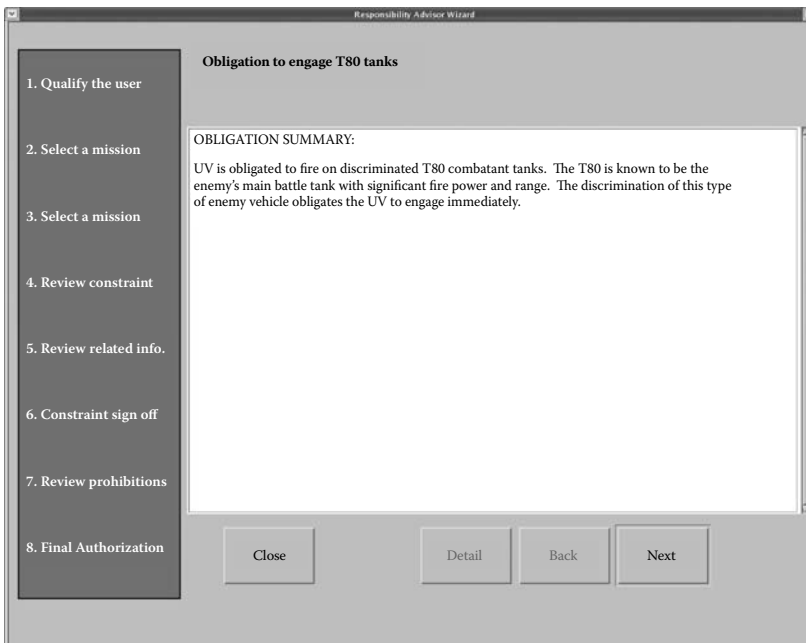 Responsibility Advisor Wizard
Obligation to engage T80 tanks
1. Qualify the user
2. Select a mission
3. Select a mission
4. Review constraint
5. Review related info.
6. Constraint sign off
7. Review prohibitions
8. Final Authorization
OBLIGATION SUMMARY:
UV is obligated to fire on discriminated T80 combatant tanks. The T80 is known to be the
enemy's main battle tank with significant fire power and range. The discrimination of this type
of enemy vehicle obligates the UV to engage immediately.
Close
Detail
Back
Next